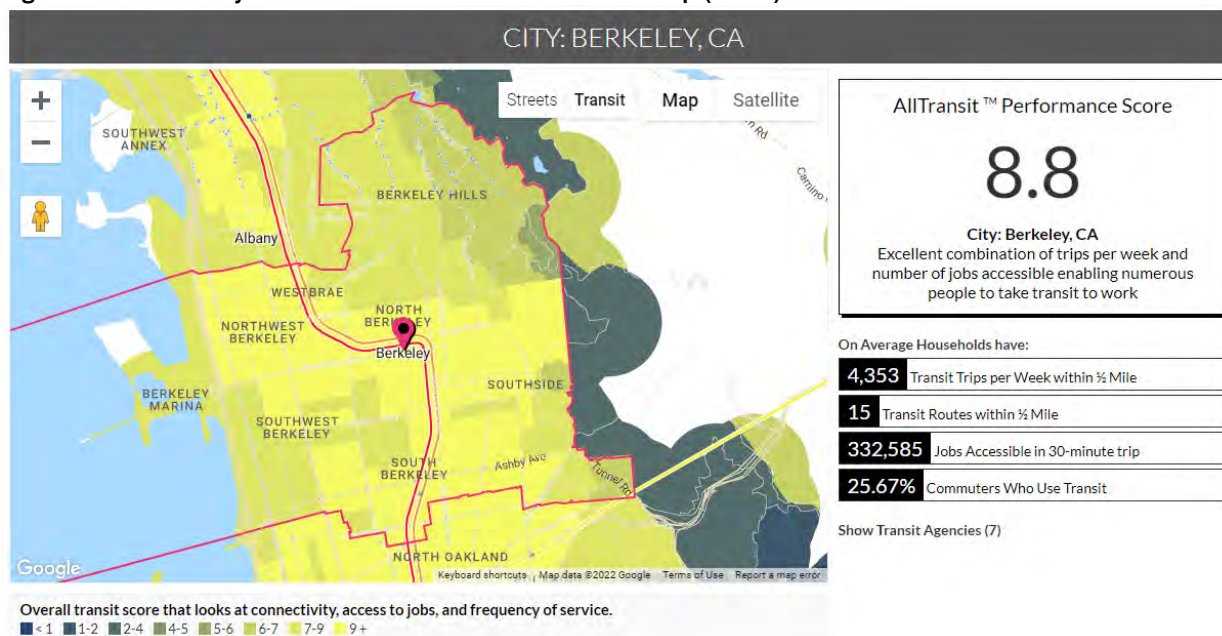 CITY: BERKELEY, CA
+
−
Streets Transit Map Satellite
SOUTHWEST
ANNEX
BERKELEY HILLS
Albany
WESTBRAE
NORTHWEST
BERKELEY
NORTH
BERKELEY
Berkeley
BERKELEY
MARINA
SOUTHSIDE
SOUTHWEST
BERKELEY
SOUTH
BERKELEY
Ashby Ave
Tunnel Rd
NORTH OAKLAND
Camino
Rd
Google
Keyboard shortcuts Map data ©2022 Google Terms of Use Report a map error
AllTransit ™ Performance Score
8.8
City: Berkeley, CA
Excellent combination of trips per week and
number of jobs accessible enabling numerous
people to take transit to work
On Average Households have:
4,353 Transit Trips per Week within ½ Mile
15 Transit Routes within ½ Mile
332,585 Jobs Accessible in 30-minute trip
25.67% Commuters Who Use Transit
Show Transit Agencies (7)
Overall transit score that looks at connectivity, access to jobs, and frequency of service.
< 1 1-2 2-4 4-5 5-6 6-7 7-9 9 +